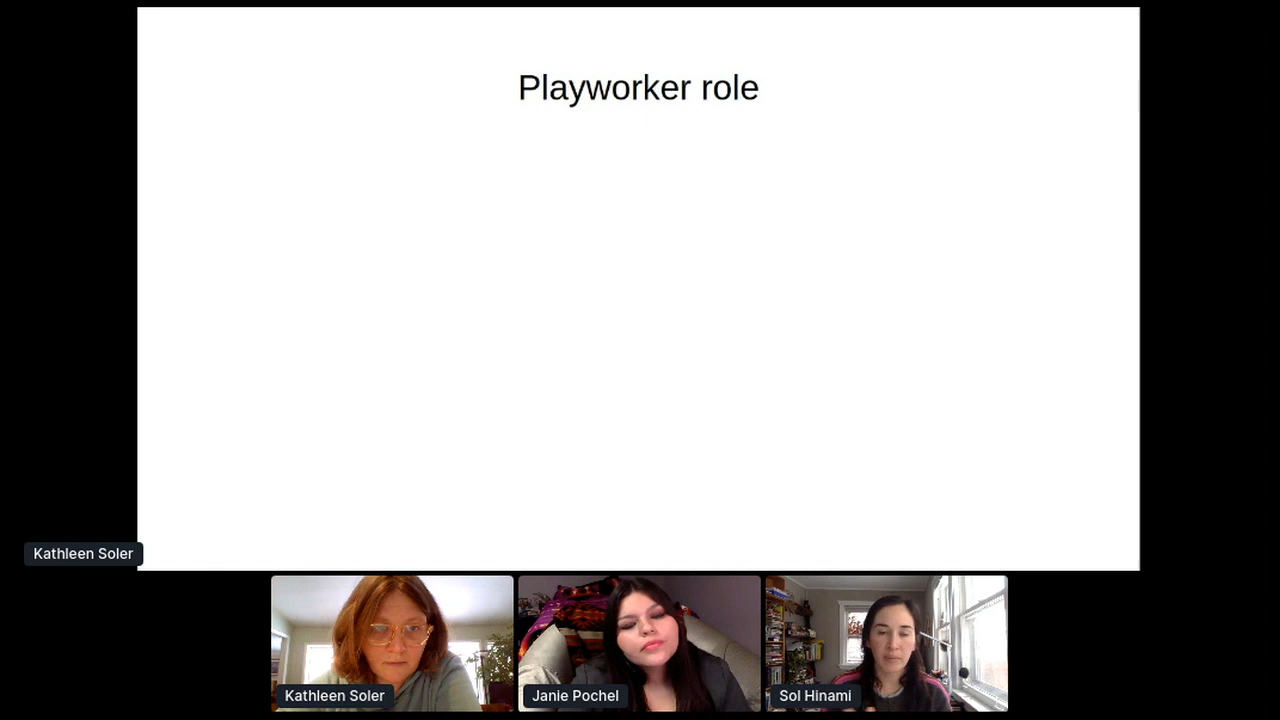 Playworker role
Kathleen Soler
Kathleen Soler
Janie Pochel
Sol Hinami